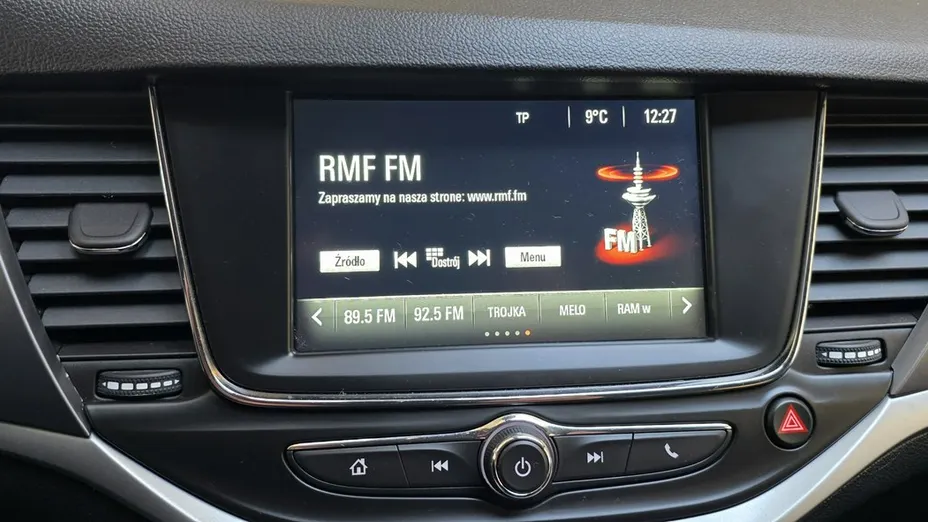 TP 9°C 12:27
RMF FM
Zapraszamy na nasza strone: www.rmf.fm
FM
Źródło Dostrój Menu
89.5 FM 92.5 FM TROJKA MELO RAM w